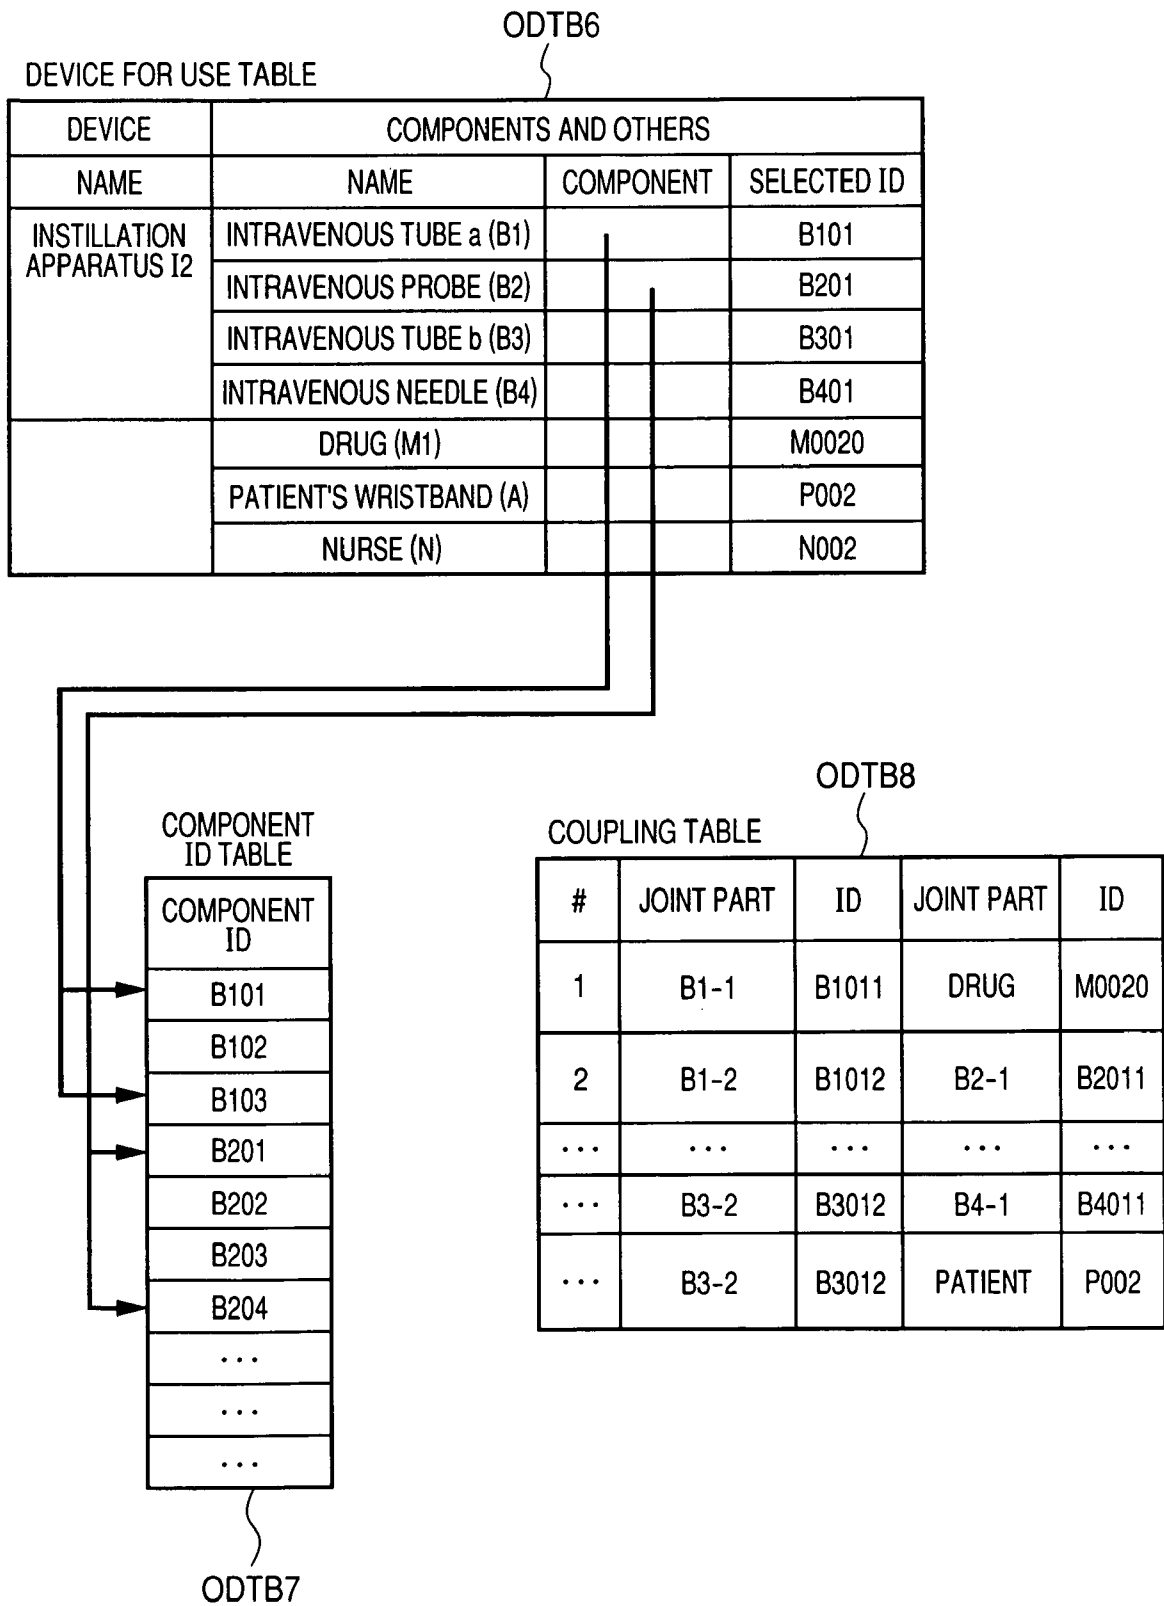 ODTB6
DEVICE FOR USE TABLE
DEVICE COMPONENTS AND OTHERS
NAME NAME COMPONENT SELECTED ID
INSTILLATION APPARATUS I2
INTRAVENOUS TUBE a (B1) B101
INTRAVENOUS PROBE (B2) B201
INTRAVENOUS TUBE b (B3) B301
INTRAVENOUS NEEDLE (B4) B401
DRUG (M1) M0020
PATIENT'S WRISTBAND (A) P002
NURSE (N) N002
COMPONENT
ID TABLE
COMPONENT
ID
B101
B102
B103
B201
B202
B203
B204
...
...
...
ODTB7
ODTB8
COUPLING TABLE
# JOINT PART ID JOINT PART ID
1 B1-1 B1011 DRUG M0020
2 B1-2 B1012 B2-1 B2011
... ... ... ... ...
... B3-2 B3012 B4-1 B4011
... B3-2 B3012 PATIENT P002